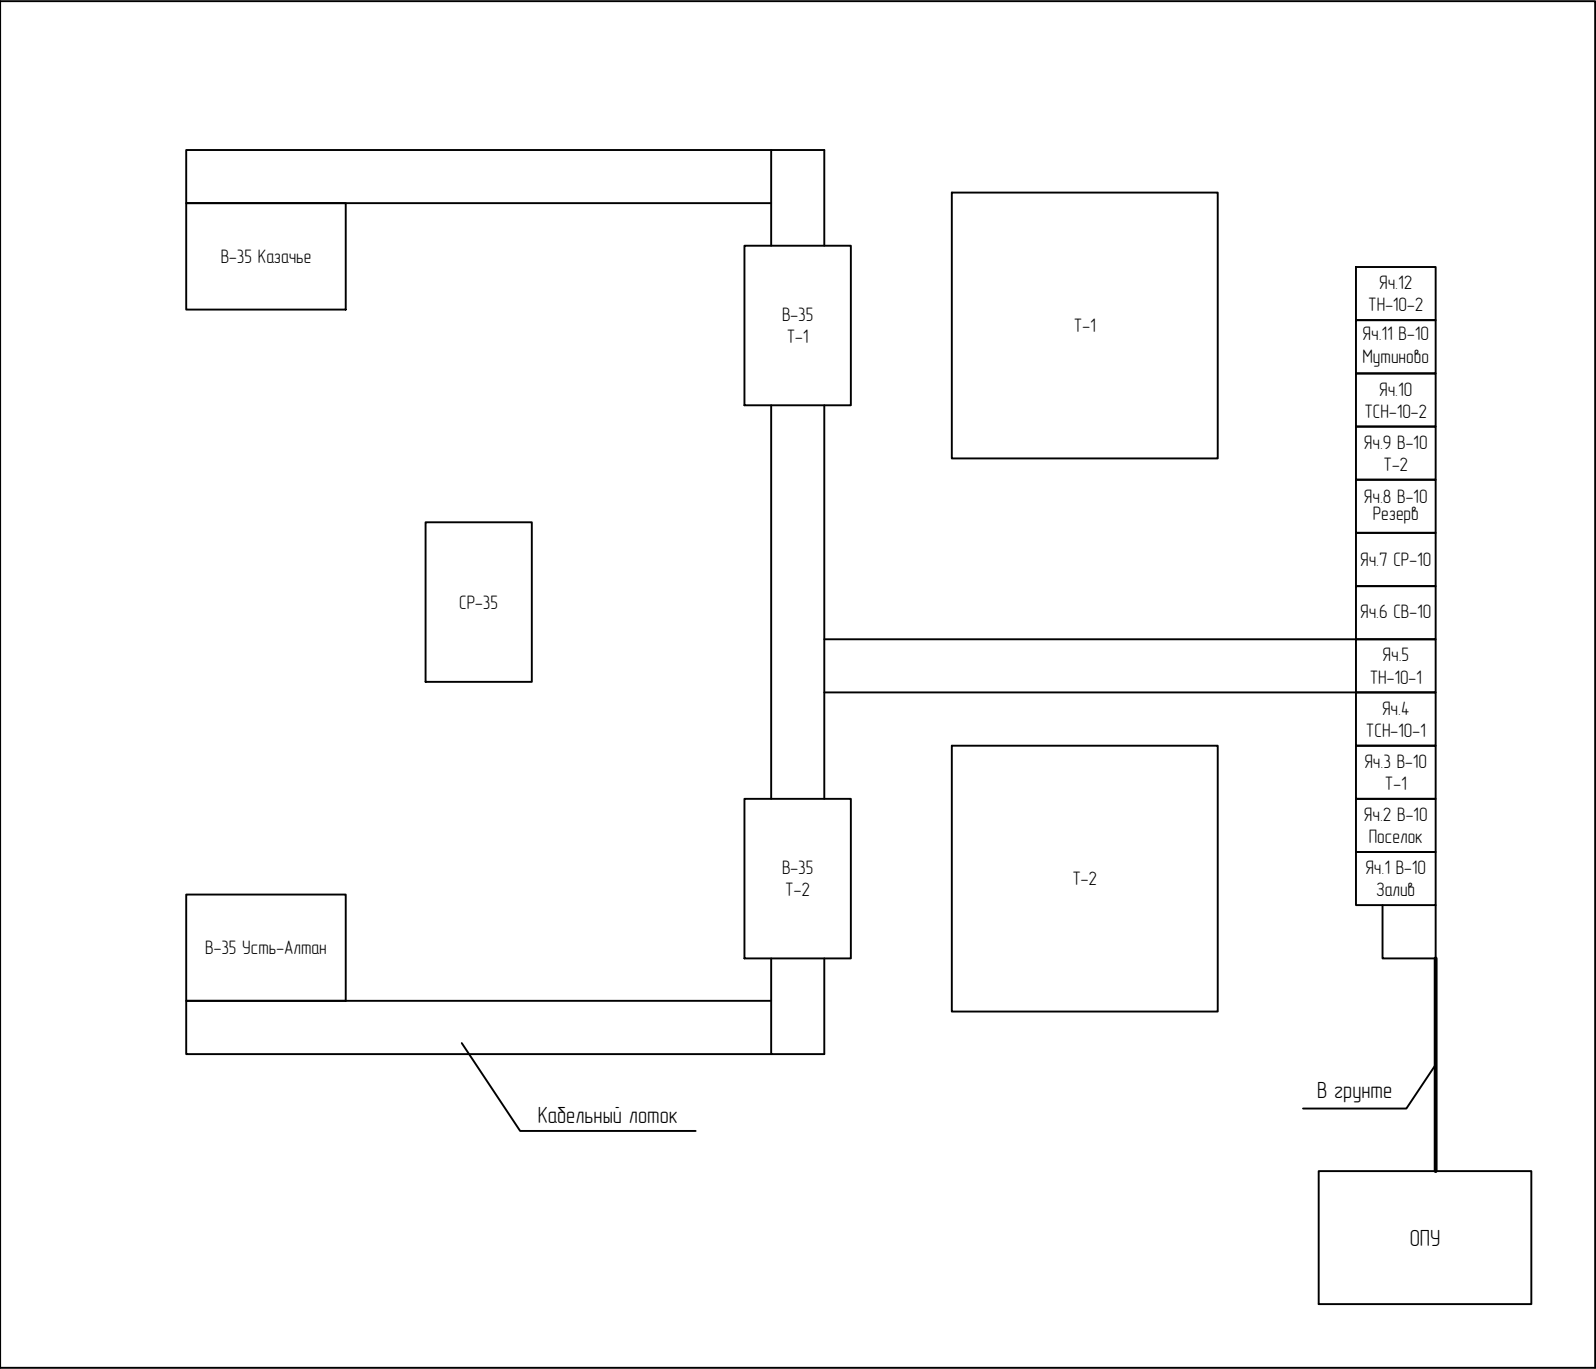 В-35 Казачье
В-35
Т-1
Т-1
Яч.12
ТН-10-2
Яч.11 В-10
Мутиново
Яч.10
ТСН-10-2
Яч.9 В-10
Т-2
Яч.8 В-10
Резерв
Яч.7 СР-10
Яч.6 СВ-10
Яч.5
ТН-10-1
Яч.4
ТСН-10-1
Яч.3 В-10
Т-1
Яч.2 В-10
Поселок
Яч.1 В-10
Залив
СР-35
В-35
Т-2
Т-2
В-35 Усть-Алтан
Кабельный лоток
В грунте
ОПУ